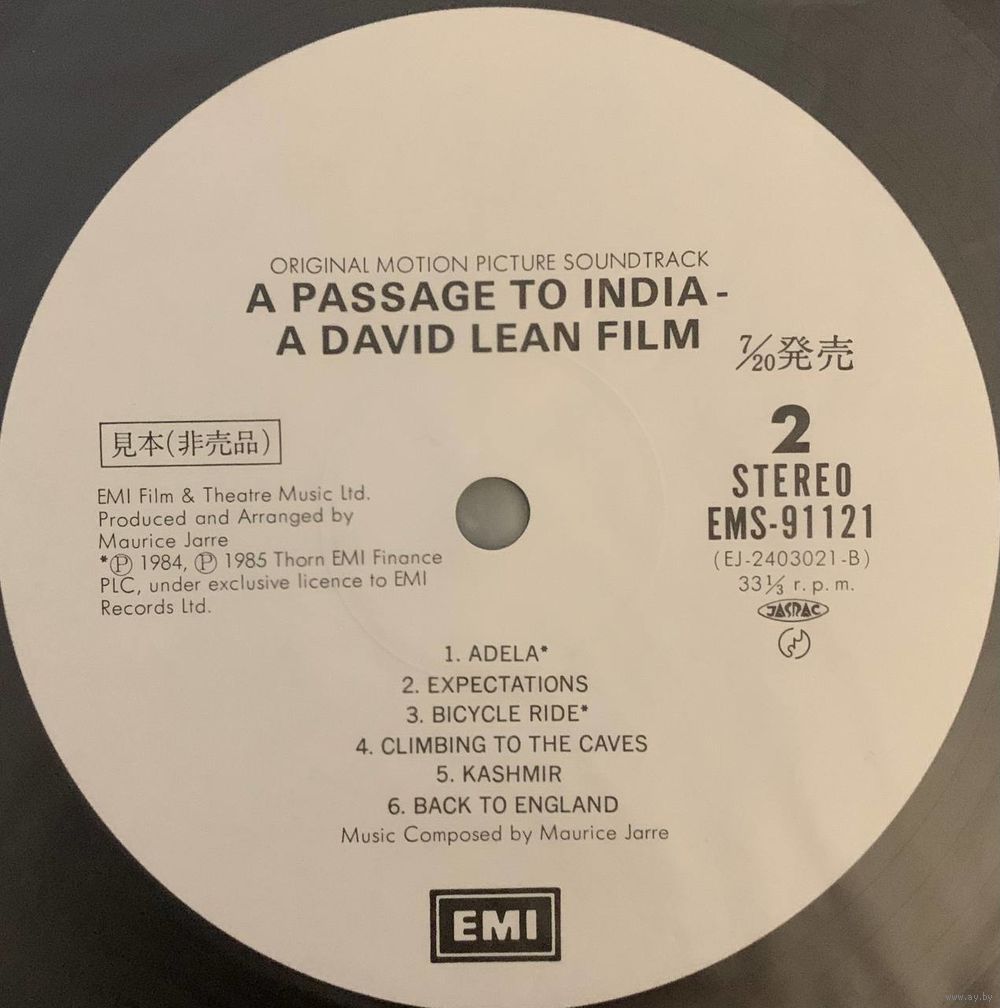 ORIGINAL MOTION PICTURE SOUNDTRACK
A PASSAGE TO INDIA -
A DAVID LEAN FILM
7/20発売
見本(非売品)
EMI Film & Theatre Music Ltd.
Produced and Arranged by
Maurice Jarre
*Ⓟ 1984, Ⓟ 1985 Thorn EMI Finance
PLC, under exclusive licence to EMI
Records Ltd.
2
STEREO
EMS-91121
(EJ-2403021-B)
33⅓ r.p.m.
JASRAC
1. ADELA*
2. EXPECTATIONS
3. BICYCLE RIDE*
4. CLIMBING TO THE CAVES
5. KASHMIR
6. BACK TO ENGLAND
Music Composed by Maurice Jarre
EMI
www.ay.by